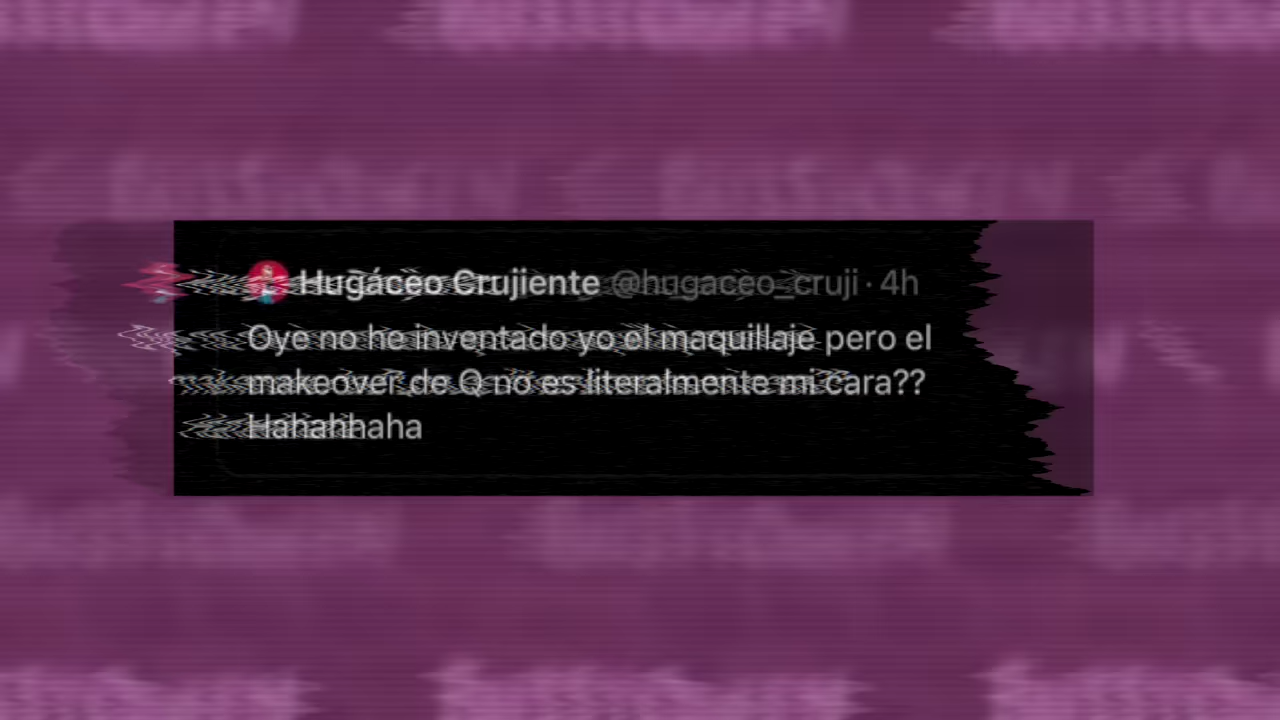 Hugáceo Crujiente @hugaceo_cruji · 4h
Oye no he inventado yo el maquillaje pero el
makeover de Q no es literalmente mi cara??
Hahahhaha